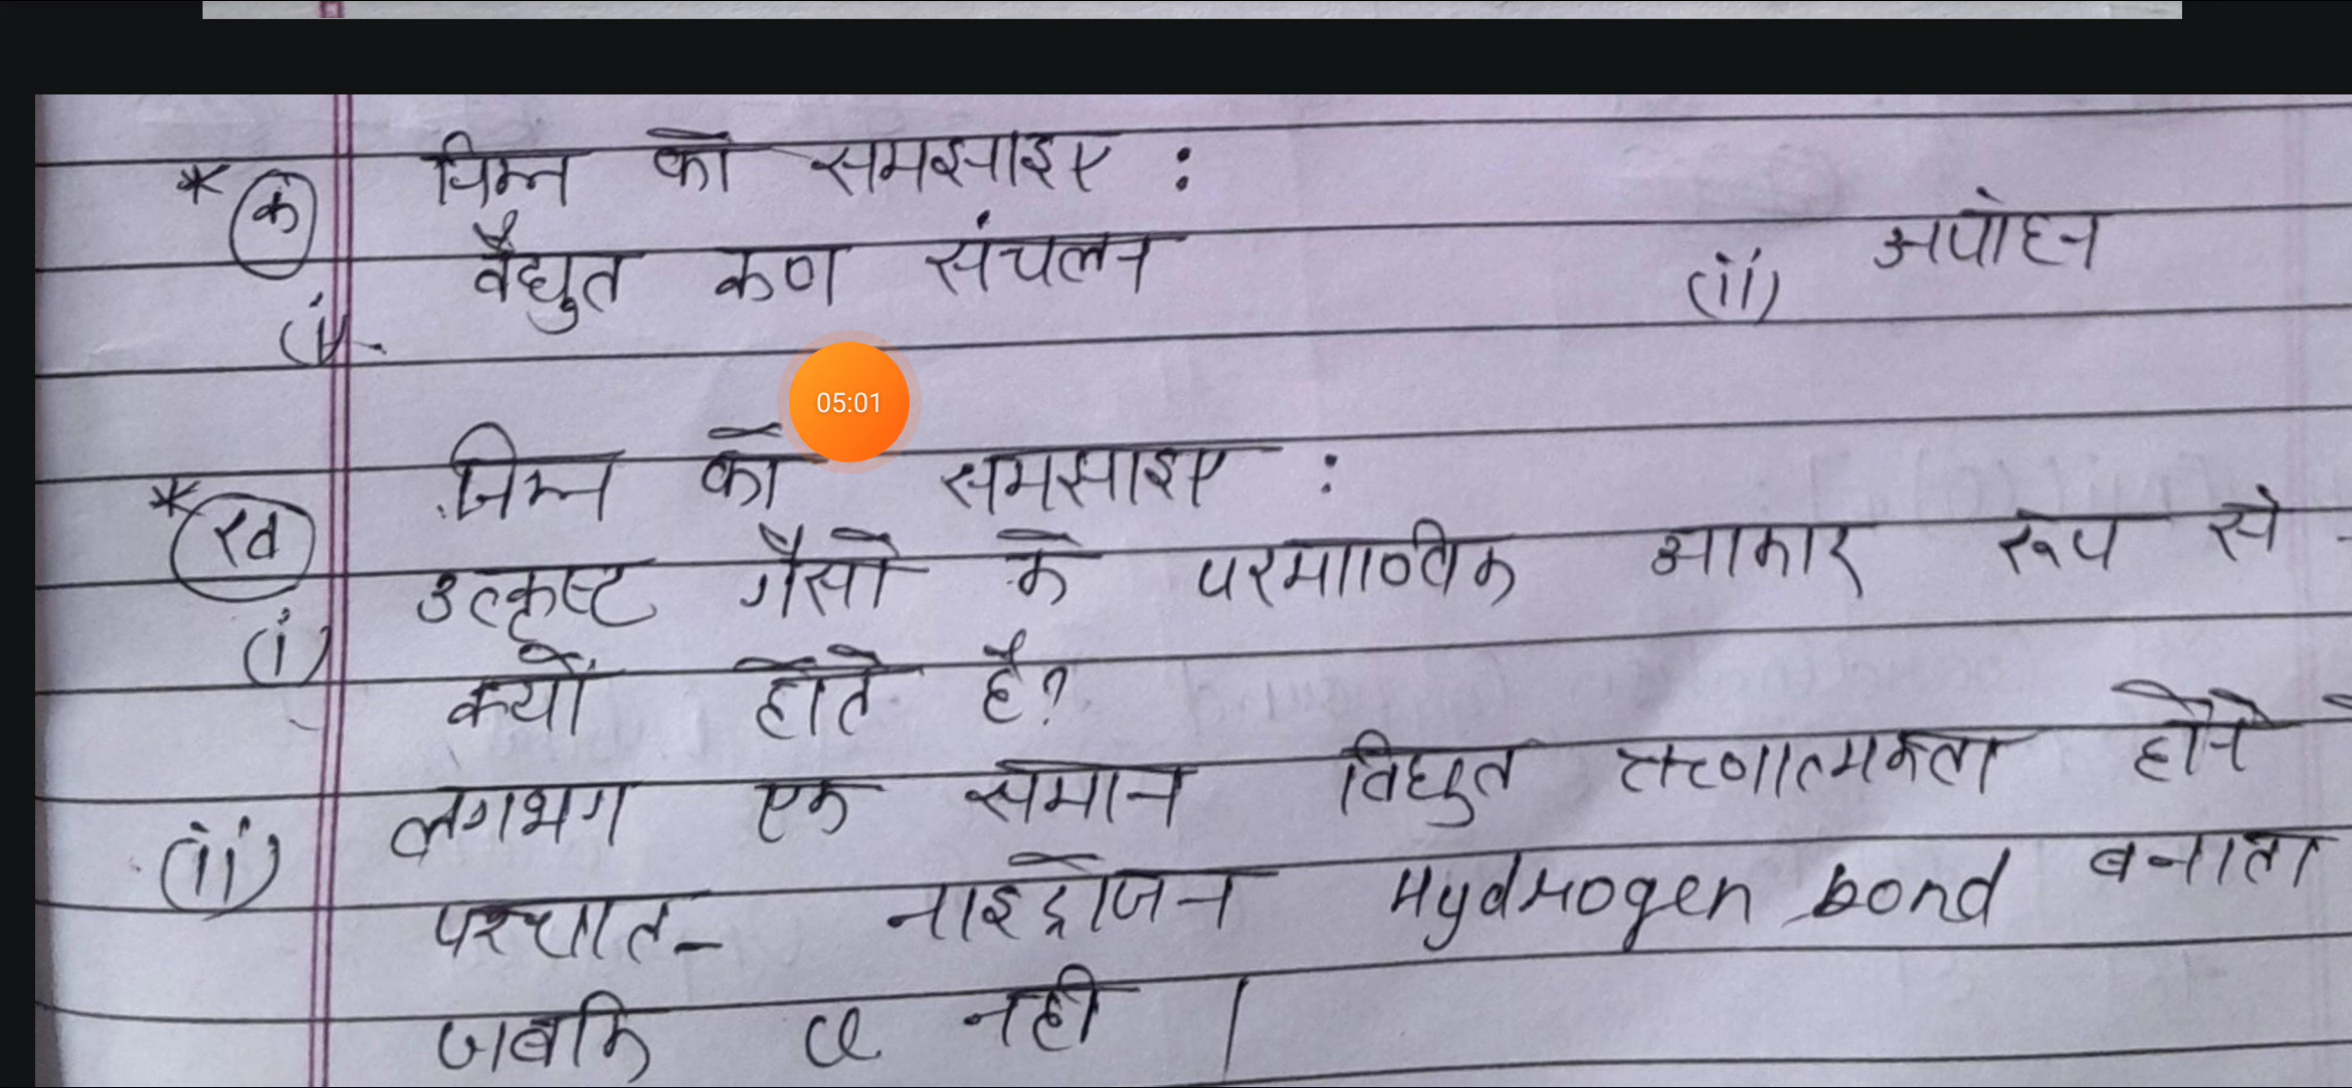 क निम्न को समझाइए :
(i). वैद्युत कण संचलन (ii) अपोहन
05:01
ख निम्न को समझाइए :
(i) उत्कृष्ट गैसों के परमाण्विक आकार रूप से
क्यों होते है?
(ii) लगभग एक समान विद्युत ऋणात्मकता होने
पश्चात- नाइट्रोजन Hydrogen bond बनाता
जबकि Cl नही |